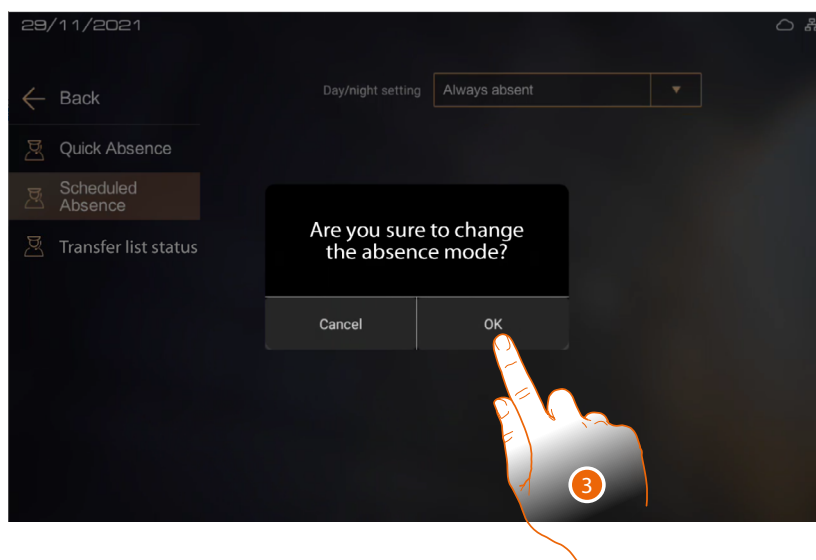 29/11/2021
Back
Day/night setting
Always absent
Quick Absence
Scheduled
Absence
Transfer list status
Are you sure to change
the absence mode?
Cancel
OK
3